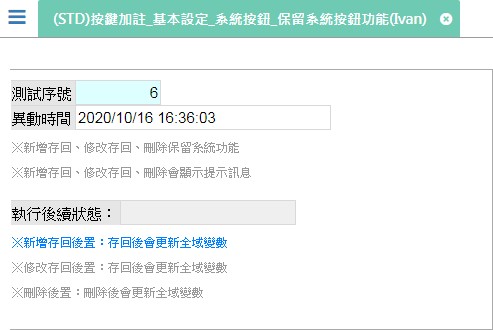 (STD)按鍵加註_基本設定_系統按鈕_保留系統按鈕功能(Ivan)
測試序號 6
異動時間 2020/10/16 16:36:03
※新增存回、修改存回、刪除保留系統功能
※新增存回、修改存回、刪除會顯示提示訊息
執行後續狀態：
※新增存回後置：存回後會更新全域變數
※修改存回後置：存回後會更新全域變數
※刪除後置：刪除後會更新全域變數